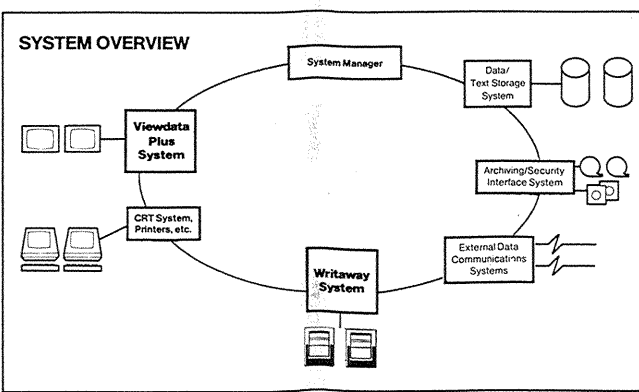 SYSTEM OVERVIEW
System Manager
Data/
Text Storage
System
Viewdata
Plus
System
Archiving/Security
Interface System
CRT System,
Printers, etc.
External Data
Communications
Systems
Writaway
System